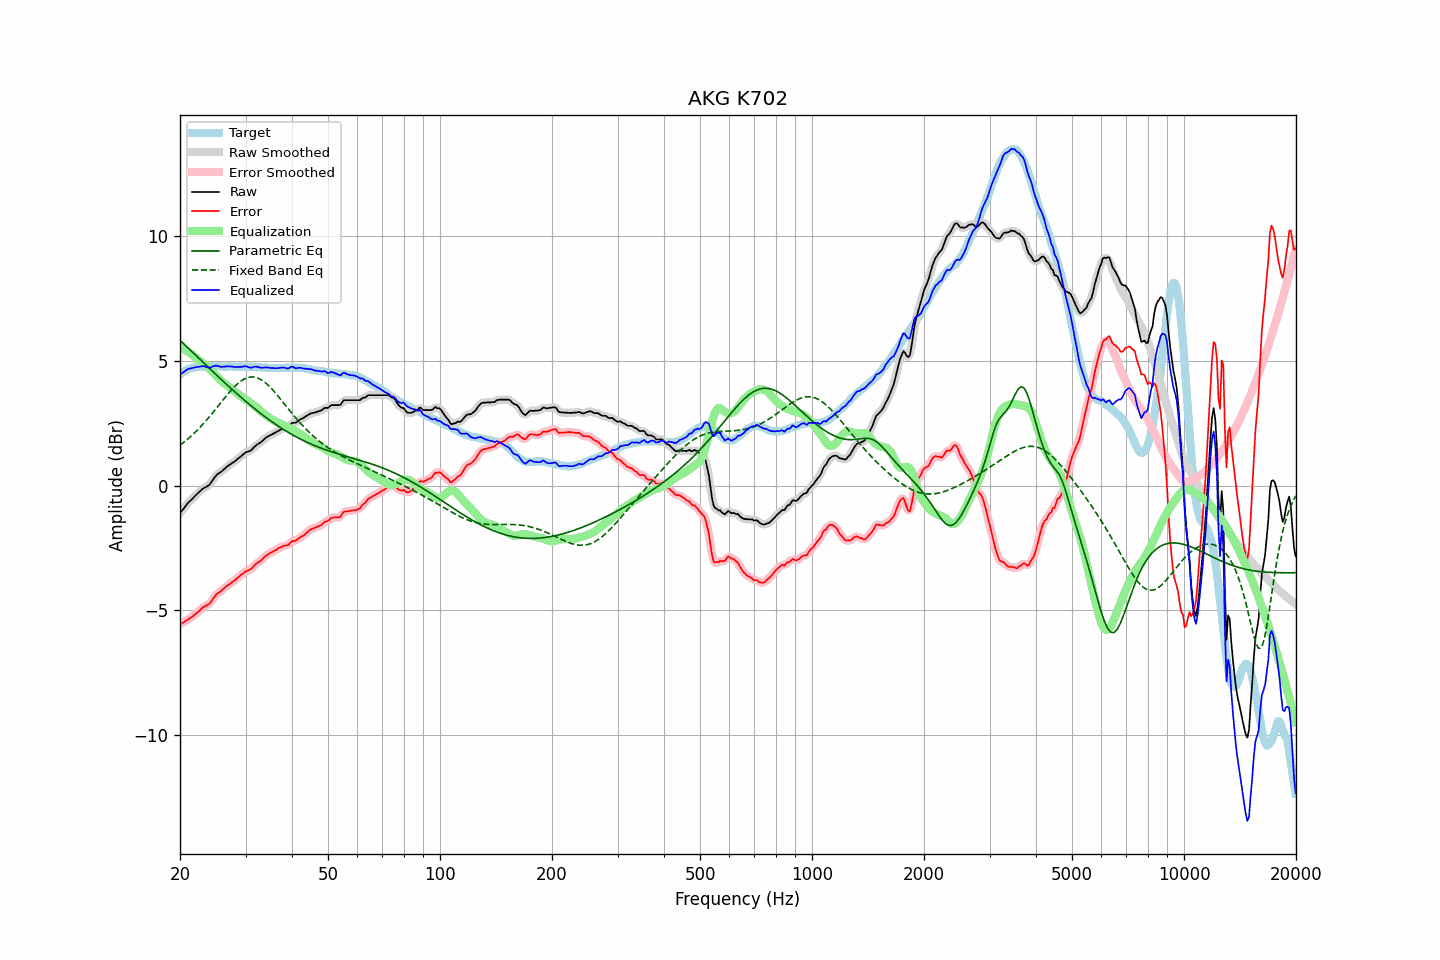 AKG K702
Target
Raw Smoothed
Error Smoothed
Raw
Error
Equalization
Parametric Eq
Fixed Band Eq
Equalized
Amplitude (dBr)
10
5
0
−5
−10
20 50 100 200 500 1000 2000 5000 10000 20000
Frequency (Hz)